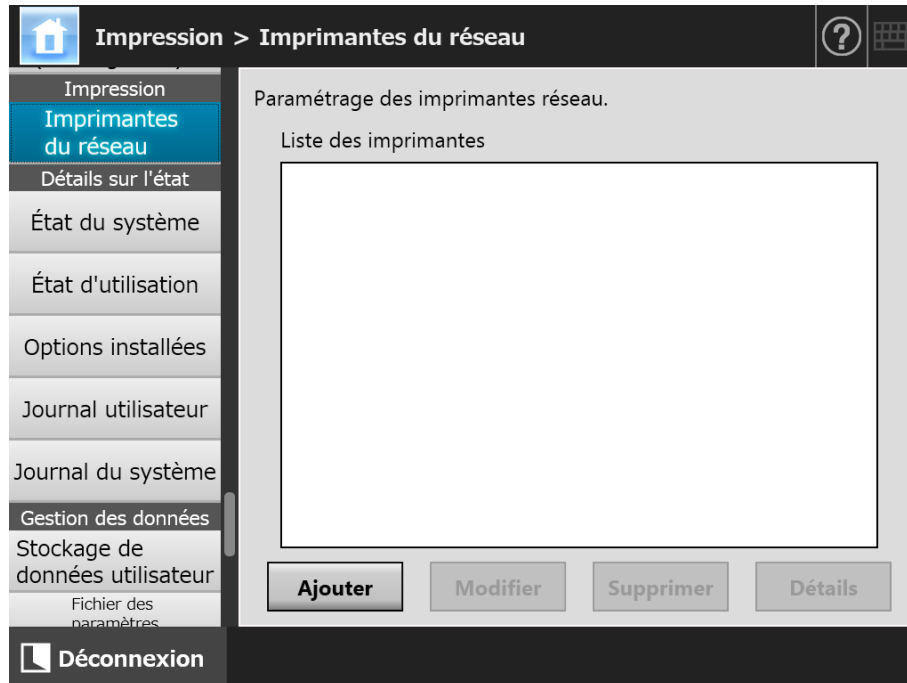 Impression > Imprimantes du réseau
?
Impression
Imprimantes
du réseau
Détails sur l'état
État du système
État d'utilisation
Options installées
Journal utilisateur
Journal du système
Gestion des données
Stockage de
données utilisateur
Fichier des
paramètres
Paramétrage des imprimantes réseau.
Liste des imprimantes
Ajouter
Modifier
Supprimer
Détails
Déconnexion